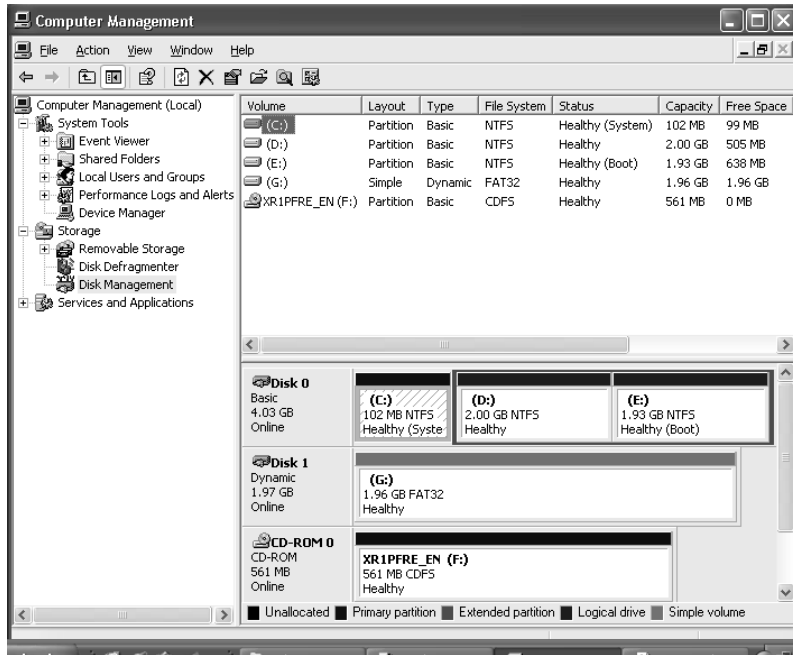 Computer Management
File Action View Window Help
Computer Management (Local)
System Tools
Event Viewer
Shared Folders
Local Users and Groups
Performance Logs and Alerts
Device Manager
Storage
Removable Storage
Disk Defragmenter
Disk Management
Services and Applications
Volume Layout Type File System Status Capacity Free Space
(C:) Partition Basic NTFS Healthy (System) 102 MB 99 MB
(D:) Partition Basic NTFS Healthy 2.00 GB 505 MB
(E:) Partition Basic NTFS Healthy (Boot) 1.93 GB 638 MB
(G:) Simple Dynamic FAT32 Healthy 1.96 GB 1.96 GB
XR1PFRE_EN (F:) Partition Basic CDFS Healthy 561 MB 0 MB
Disk 0
Basic
4.03 GB
Online
(C:)
102 MB NTFS
Healthy (Syste
(D:)
2.00 GB NTFS
Healthy
(E:)
1.93 GB NTFS
Healthy (Boot)
Disk 1
Dynamic
1.97 GB
Online
(G:)
1.96 GB FAT32
Healthy
CD-ROM 0
CD-ROM
561 MB
Online
XR1PFRE_EN (F:)
561 MB CDFS
Healthy
Unallocated Primary partition Extended partition Logical drive Simple volume